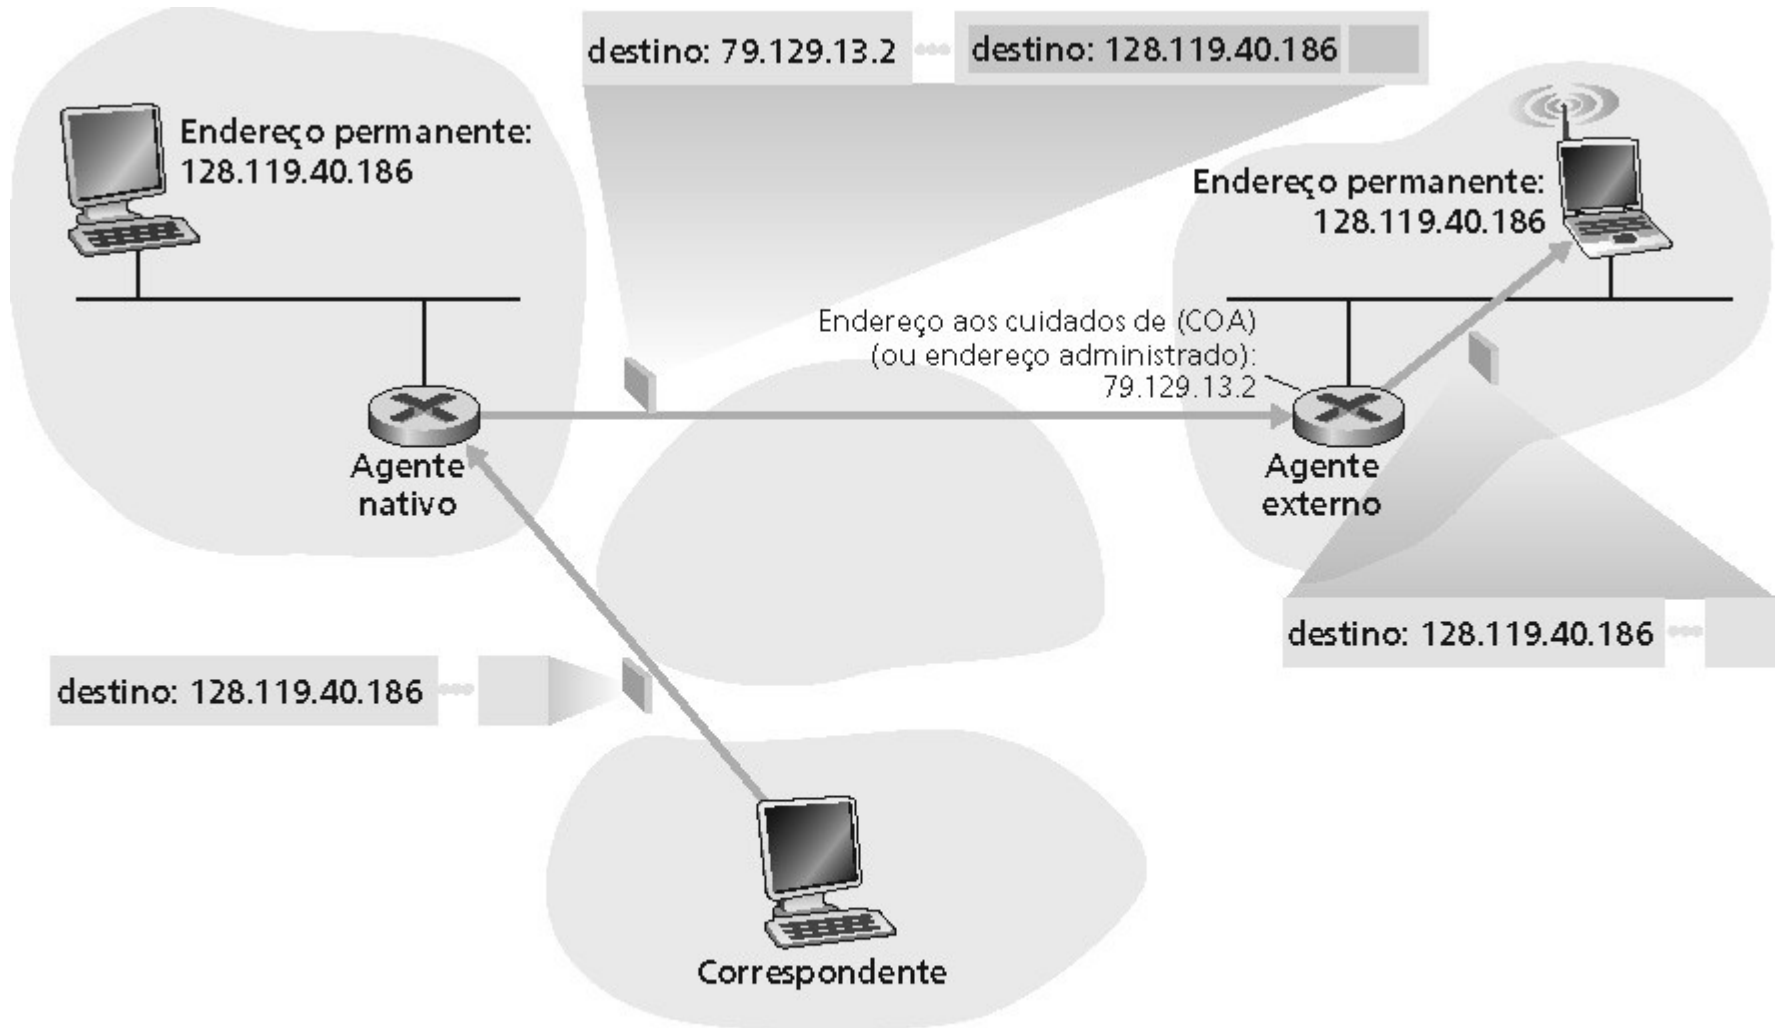 destino: 79.129.13.2
destino: 128.119.40.186
Endereço permanente:
128.119.40.186
Endereço permanente:
128.119.40.186
Endereço aos cuidados de (COA)
(ou endereço administrado):
79.129.13.2
Agente
nativo
Agente
externo
destino: 128.119.40.186
destino: 128.119.40.186
Correspondente